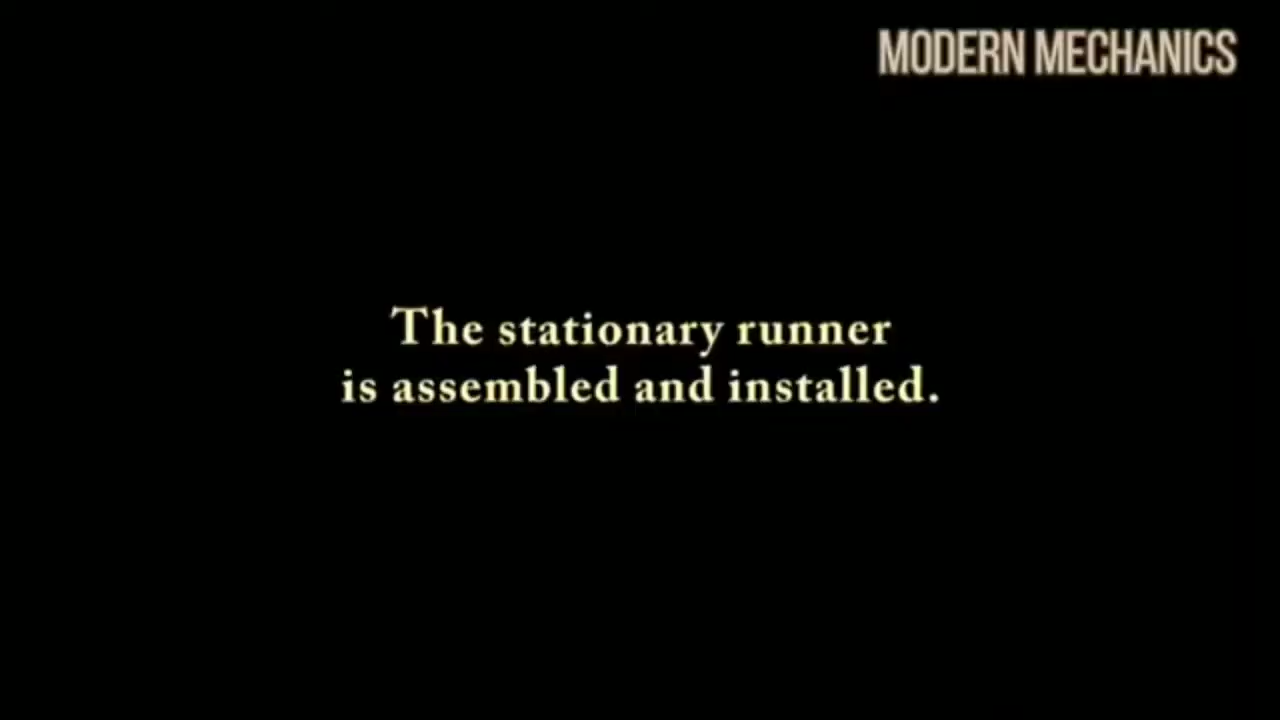 MODERN MECHANICS
The stationary runner
is assembled and installed.